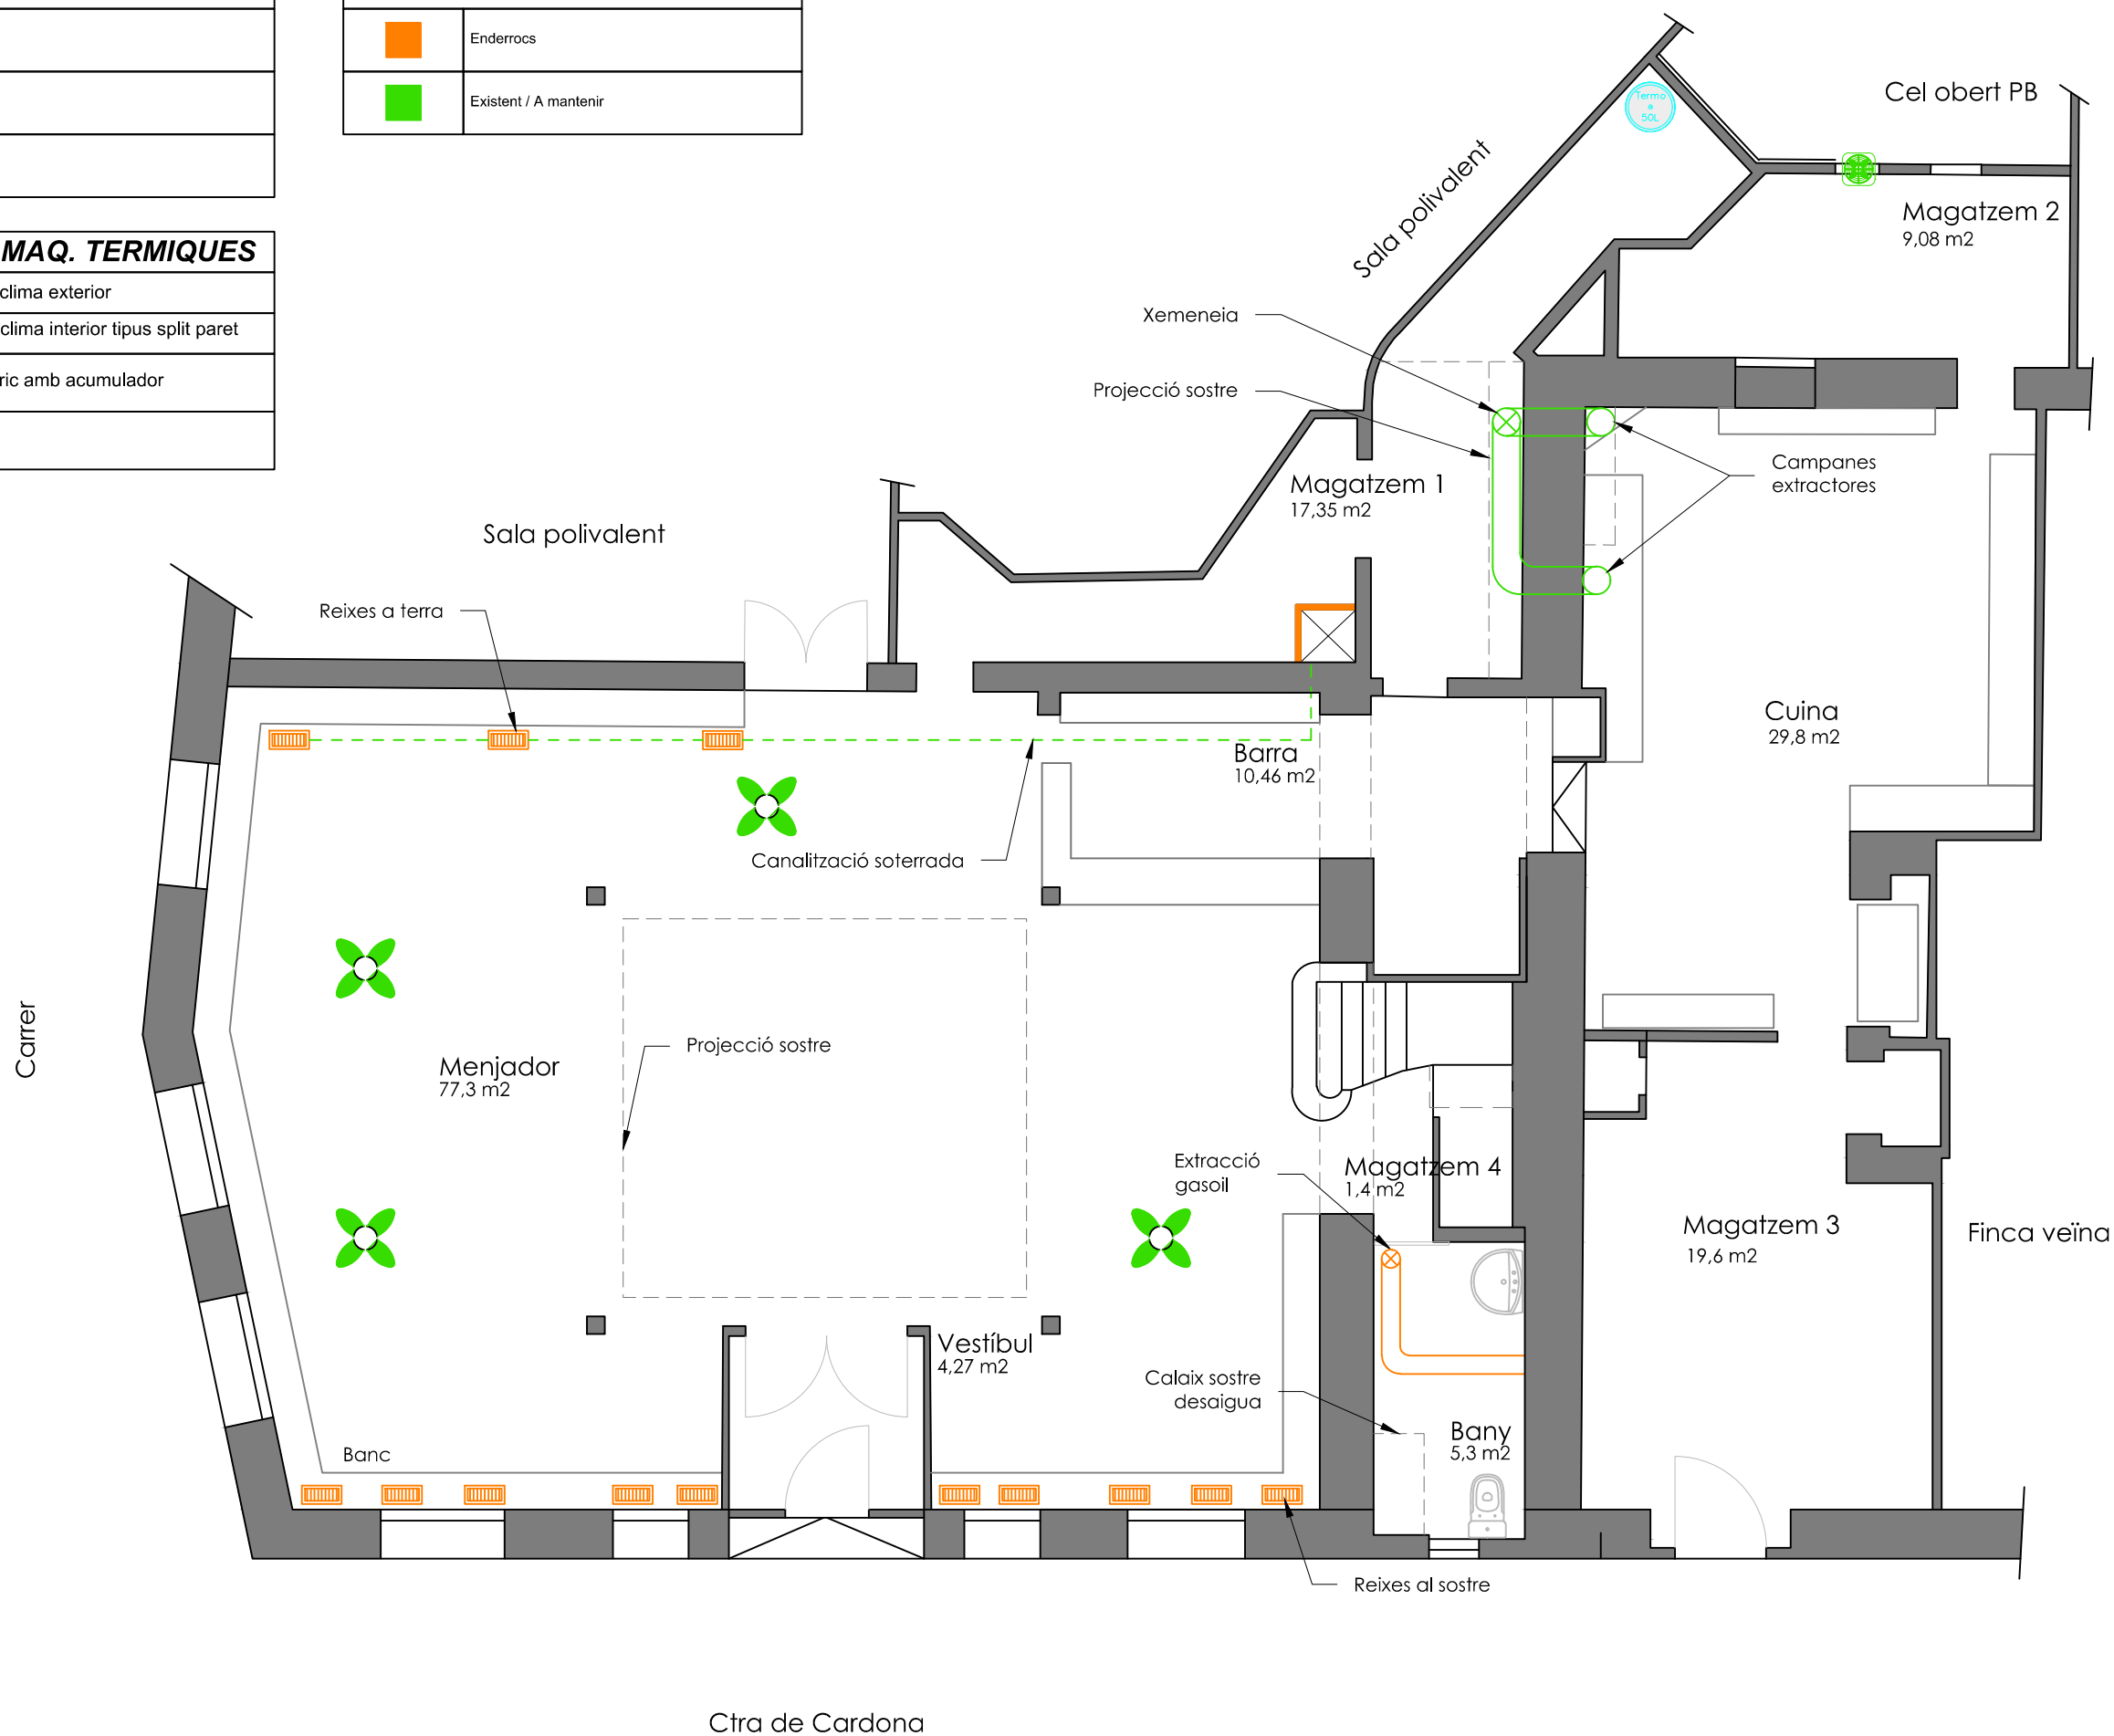 Enderrocs
Existent / A mantenir
MAQ. TERMIQUES
clima exterior
clima interior tipus split paret
ric amb acumulador
Cel obert PB
Termo
50L
Sala polivalent
Magatzem 2
9,08 m2
Xemeneia
Projecció sostre
Campanes
extractores
Magatzem 1
17,35 m2
Sala polivalent
Reixes a terra
Cuina
29,8 m2
Barra
10,46 m2
Canalització soterrada
Carrer
Menjador
77,3 m2
Projecció sostre
Extracció
gasoil
Magatzem 4
1,4 m2
Magatzem 3
19,6 m2
Finca veïna
Vestíbul
4,27 m2
Calaix sostre
desaigua
Bany
5,3 m2
Banc
Reixes al sostre
Ctra de Cardona